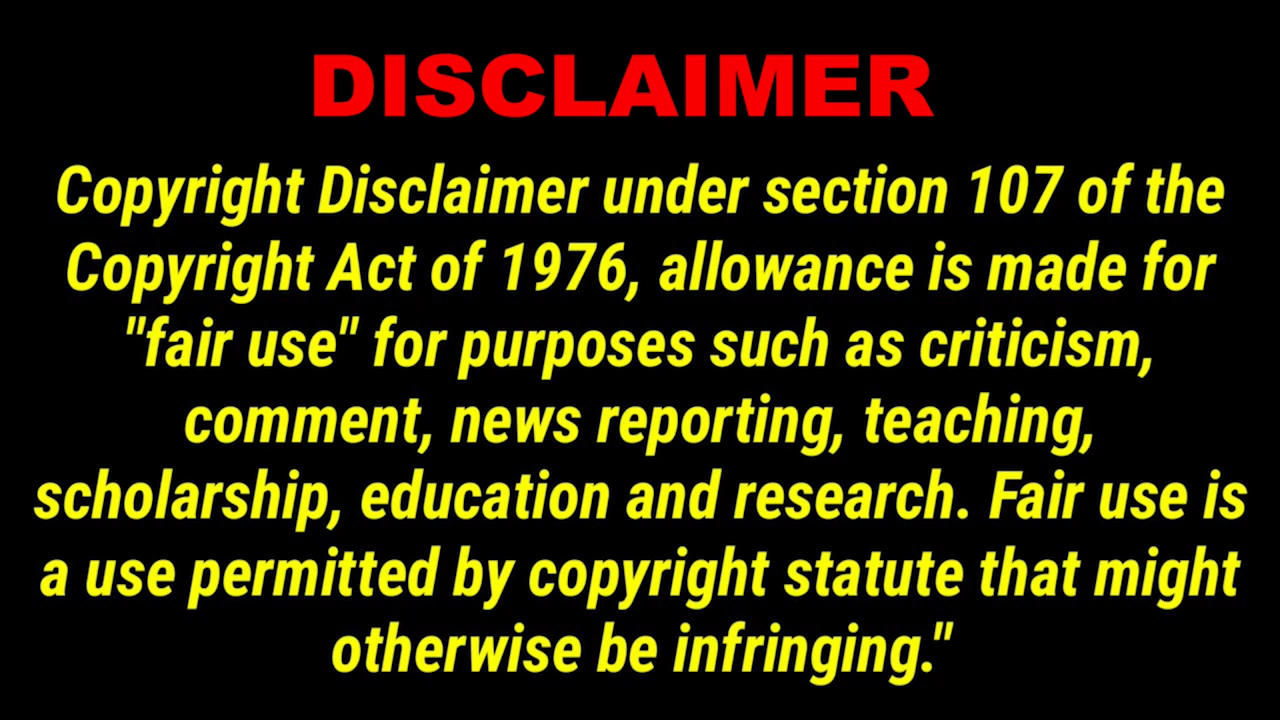 DISCLAIMER
Copyright Disclaimer under section 107 of the
Copyright Act of 1976, allowance is made for
"fair use" for purposes such as criticism,
comment, news reporting, teaching,
scholarship, education and research. Fair use is
a use permitted by copyright statute that might
otherwise be infringing."